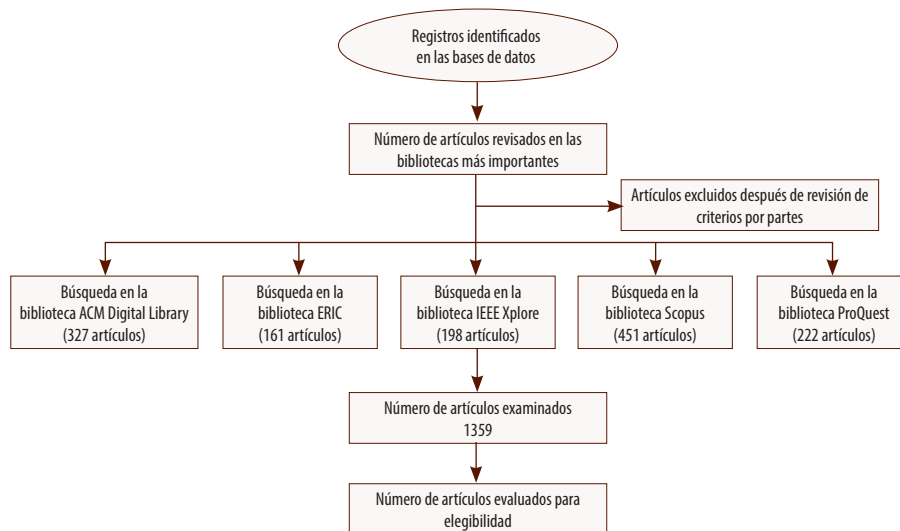 Registros identificados
en las bases de datos
Número de artículos revisados en las
bibliotecas más importantes
Artículos excluidos después de revisión de
criterios por partes
Búsqueda en la
biblioteca ACM Digital Library
(327 artículos)
Búsqueda en la
biblioteca ERIC
(161 artículos)
Búsqueda en la
biblioteca IEEE Xplore
(198 artículos)
Búsqueda en la
biblioteca Scopus
(451 artículos)
Búsqueda en la
biblioteca ProQuest
(222 artículos)
Número de artículos examinados
1359
Número de artículos evaluados para
elegibilidad